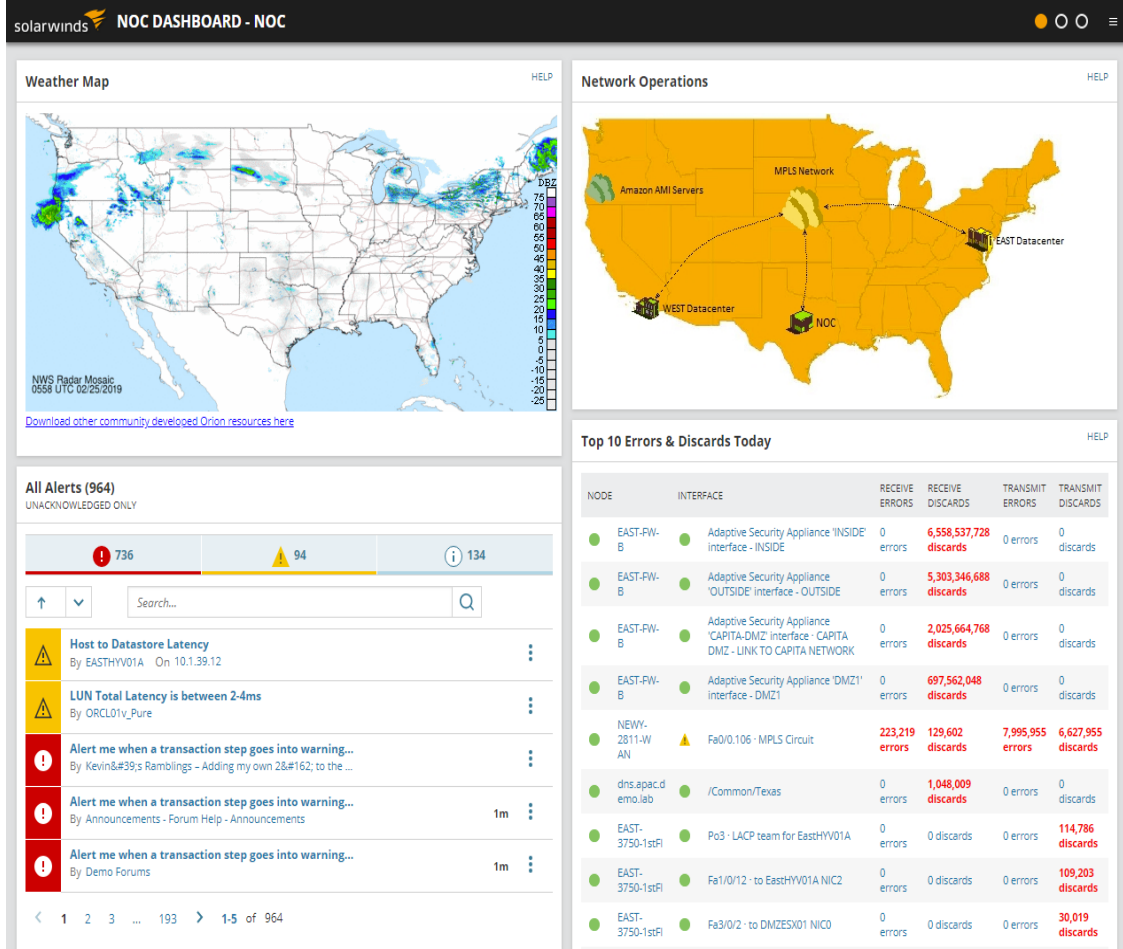 solarwinds NOC DASHBOARD - NOC
Weather Map
HELP
DBZ
75
70
65
60
55
50
45
40
35
30
25
20
15
10
5
0
-5
-10
-15
-20
-25
NWS Radar Mosaic
0558 UTC 02/25/2019
Download other community developed Orion resources here
Network Operations
HELP
MPLS Network
Amazon AMI Servers
EAST Datacenter
WEST Datacenter
NOC
All Alerts (964)
UNACKNOWLEDGED ONLY
736
94
134
Search...
Host to Datastore Latency
By EASTHYV01A On 10.1.39.12
LUN Total Latency is between 2-4ms
By ORCL01v_Pure
Alert me when a transaction step goes into warning...
By Kevin&#39;s Ramblings – Adding my own 2&#162; to the ...
Alert me when a transaction step goes into warning...
By Announcements - Forum Help - Announcements
1m
Alert me when a transaction step goes into warning...
By Demo Forums
1m
1 2 3 ... 193 1-5 of 964
Top 10 Errors & Discards Today
HELP
NODE INTERFACE RECEIVE ERRORS RECEIVE DISCARDS TRANSMIT ERRORS TRANSMIT DISCARDS
EAST-FW-B Adaptive Security Appliance 'INSIDE' interface - INSIDE 0 errors 6,558,537,728 discards 0 errors 0 discards
EAST-FW-B Adaptive Security Appliance 'OUTSIDE' interface - OUTSIDE 0 errors 5,303,346,688 discards 0 errors 0 discards
EAST-FW-B Adaptive Security Appliance 'CAPITA-DMZ' interface · CAPITA DMZ - LINK TO CAPITA NETWORK 0 errors 2,025,664,768 discards 0 errors 0 discards
EAST-FW-B Adaptive Security Appliance 'DMZ1' interface - DMZ1 0 errors 697,562,048 discards 0 errors 0 discards
NEWY-2811-WAN Fa0/0.106 · MPLS Circuit 223,219 errors 129,602 discards 7,995,955 errors 6,627,955 discards
dns.apac.demo.lab /Common/Texas 0 errors 1,048,009 discards 0 errors 0 discards
EAST-3750-1stFl Po3 · LACP team for EastHYV01A 0 errors 0 discards 0 errors 114,786 discards
EAST-3750-1stFl Fa1/0/12 · to EastHYV01A NIC2 0 errors 0 discards 0 errors 109,203 discards
EAST-3750-1stFl Fa3/0/2 · to DMZESX01 NIC0 0 errors 0 discards 0 errors 30,019 discards